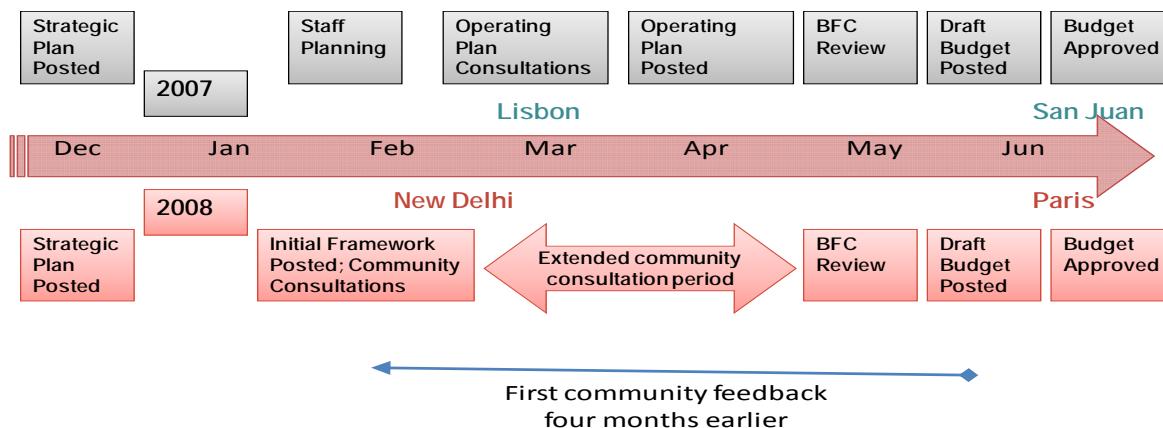 Strategic
Plan
Posted
Staff
Planning
Operating
Plan
Consultations
Operating
Plan
Posted
BFC
Review
Draft
Budget
Posted
Budget
Approved
2007
Lisbon
San Juan
Dec
Jan
Feb
Mar
Apr
May
Jun
2008
New Delhi
Paris
Strategic
Plan
Posted
Initial Framework
Posted; Community
Consultations
Extended community
consultation period
BFC
Review
Draft
Budget
Posted
Budget
Approved
First community feedback
four months earlier